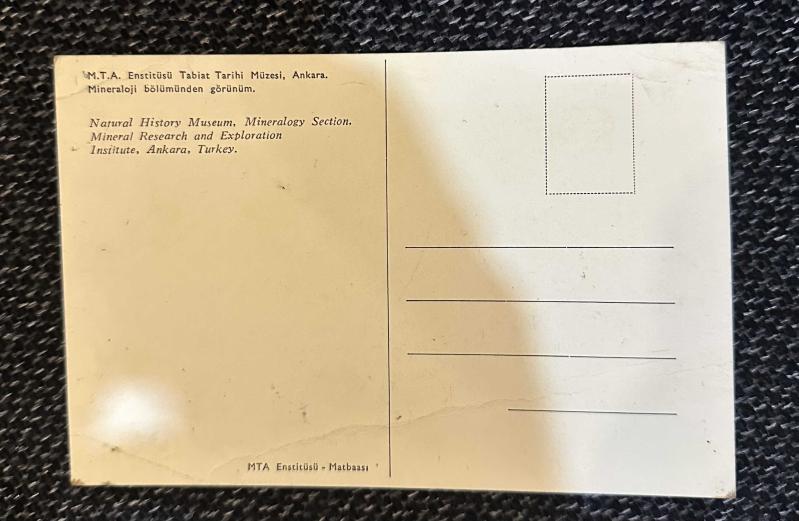 M.T.A. Enstitüsü Tabiat Tarihi Müzesi, Ankara.
Mineraloji bölümünden görünüm.
Natural History Museum, Mineralogy Section.
Mineral Research and Exploration
Institute, Ankara, Turkey.
MTA Enstitüsü - Matbaası